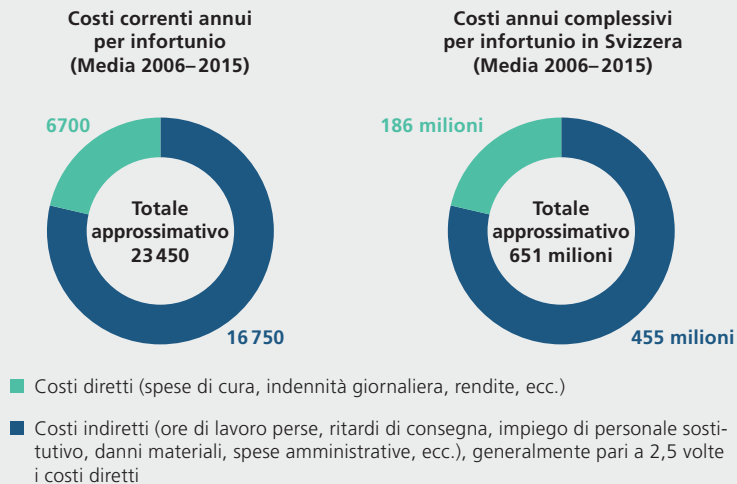 Costi correnti annui
per infortunio
(Media 2006–2015)
6700
Totale
approssimativo
23 450
16 750
Costi annui complessivi
per infortunio in Svizzera
(Media 2006–2015)
186 milioni
Totale
approssimativo
651 milioni
455 milioni
Costi diretti (spese di cura, indennità giornaliera, rendite, ecc.)
Costi indiretti (ore di lavoro perse, ritardi di consegna, impiego di personale sosti-
tutivo, danni materiali, spese amministrative, ecc.), generalmente pari a 2,5 volte
i costi diretti